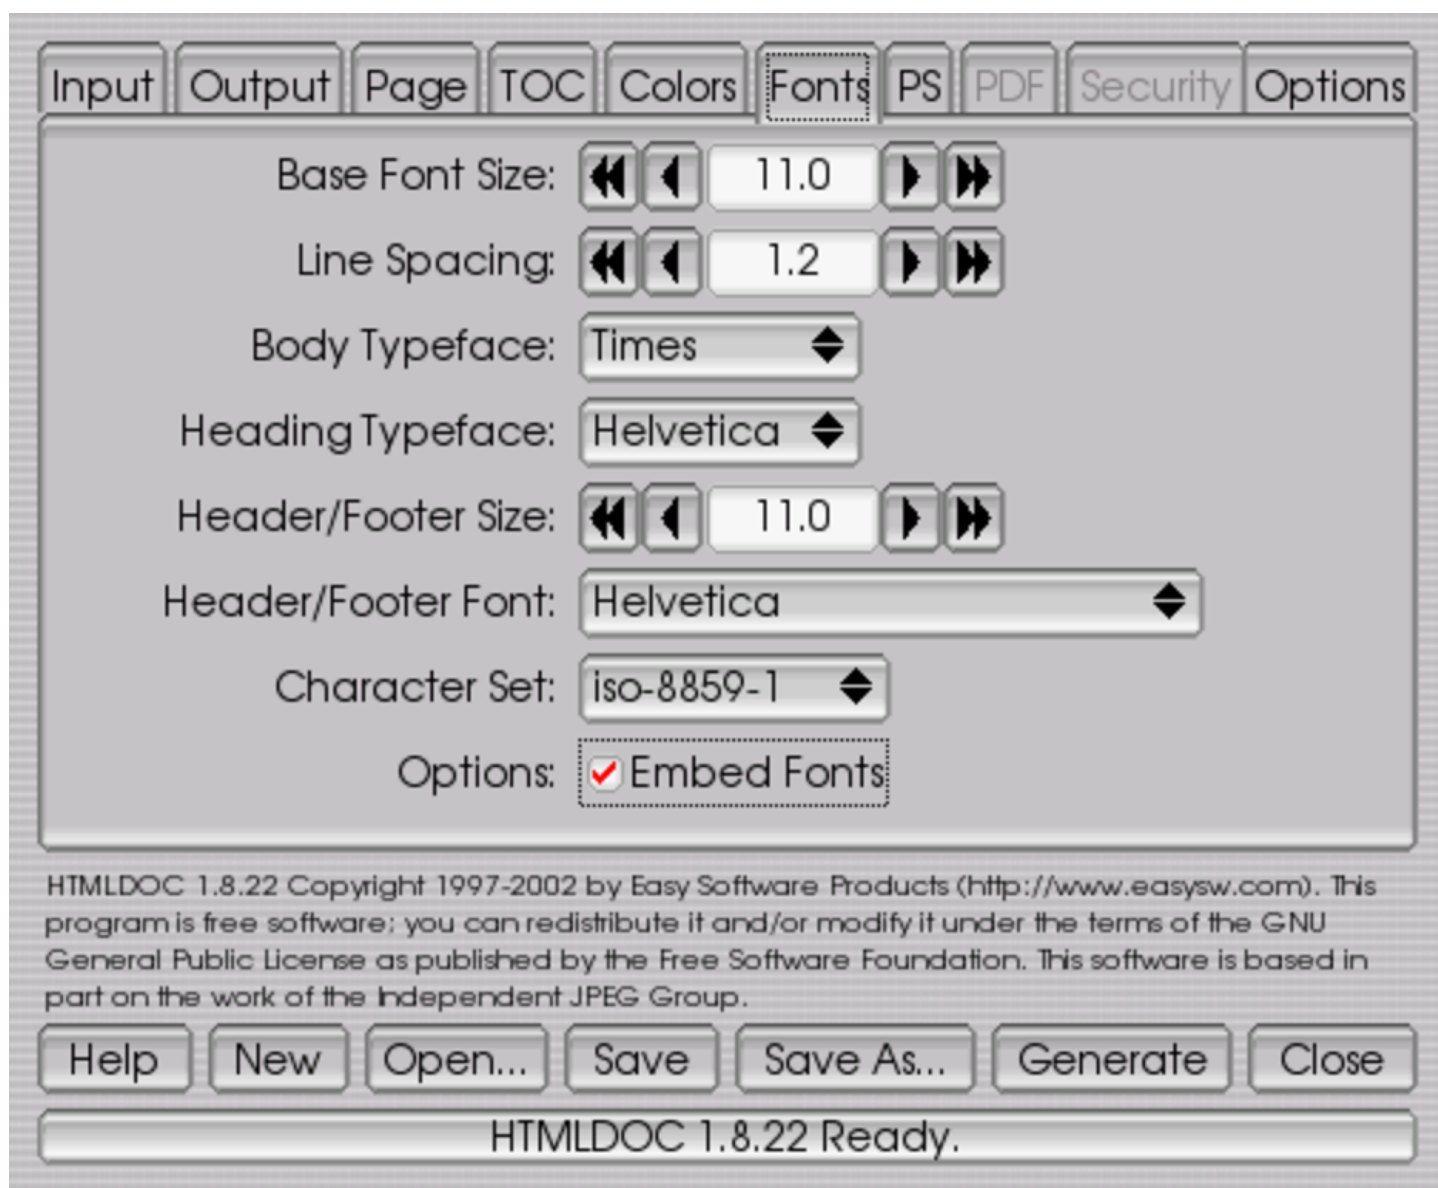 Input Output Page TOC Colors Fonts PS PDF Security Options
Base Font Size: 11.0
Line Spacing: 1.2
Body Typeface: Times
Heading Typeface: Helvetica
Header/Footer Size: 11.0
Header/Footer Font: Helvetica
Character Set: iso-8859-1
Options: Embed Fonts
HTMLDOC 1.8.22 Copyright 1997-2002 by Easy Software Products (http://www.easysw.com). This
program is free software; you can redistribute it and/or modify it under the terms of the GNU
General Public License as published by the Free Software Foundation. This software is based in
part on the work of the Independent JPEG Group.
Help New Open... Save Save As... Generate Close
HTMLDOC 1.8.22 Ready.